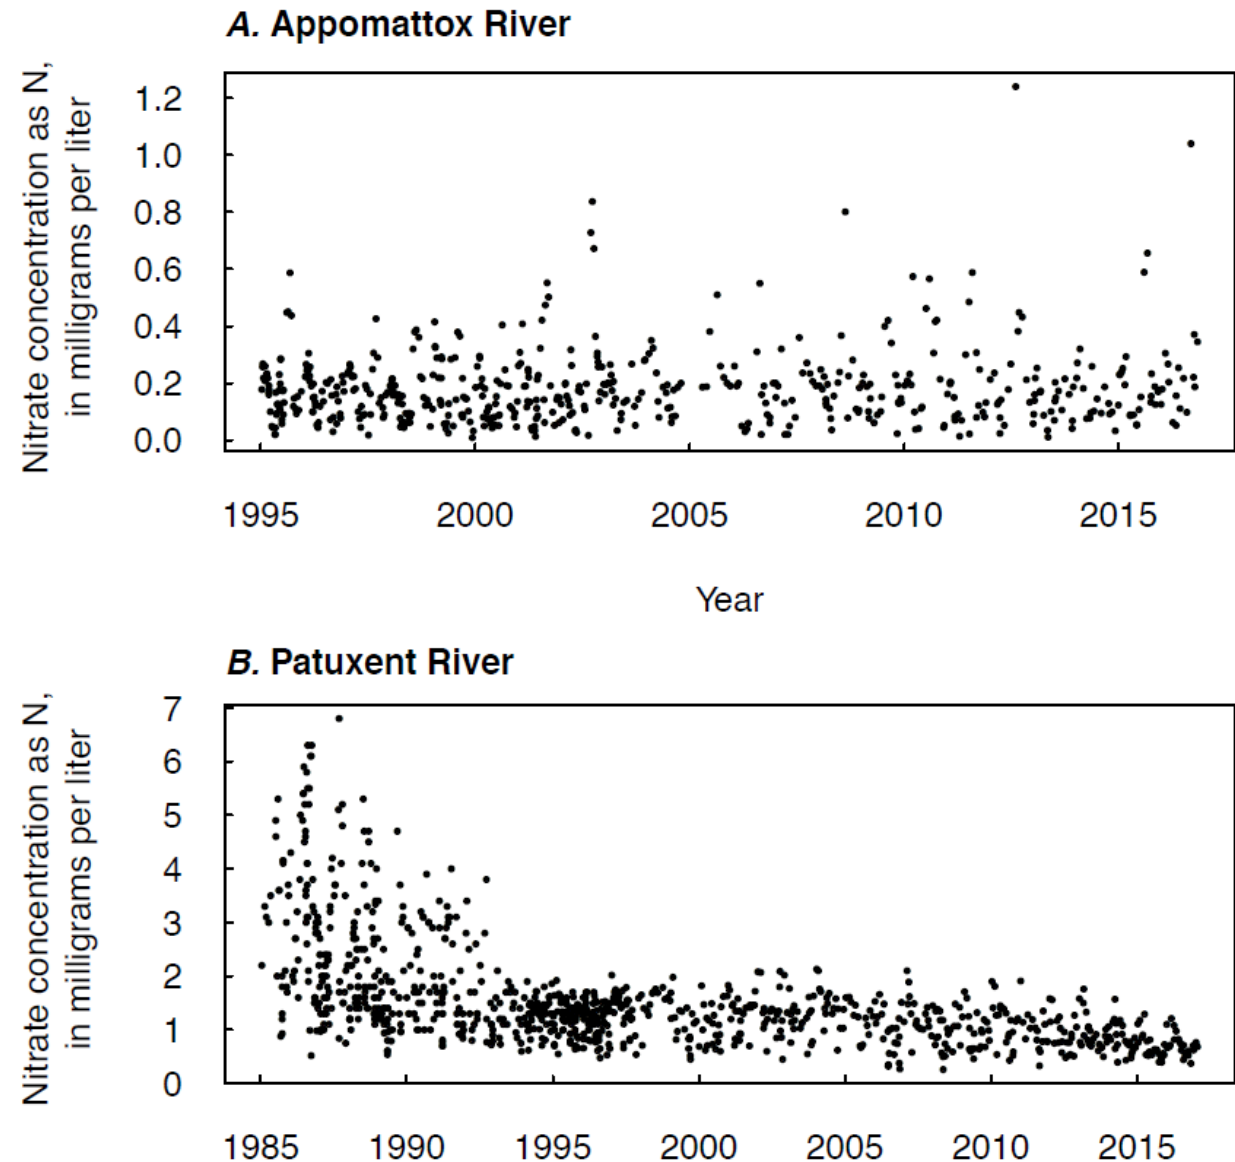 A. Appomattox River
Nitrate concentration as N,
in milligrams per liter
1.2
1.0
0.8
0.6
0.4
0.2
0.0
1995 2000 2005 2010 2015
Year
B. Patuxent River
Nitrate concentration as N,
in milligrams per liter
7
6
5
4
3
2
1
0
1985 1990 1995 2000 2005 2010 2015